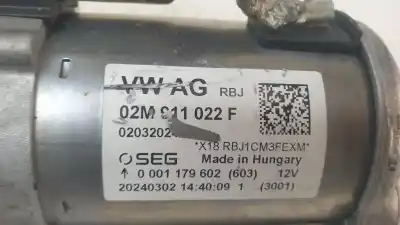 VW AG RBJ
02M 911 022 F
0203202
*X18 RBJ1CM3FEXM*
SEG Made in Hungary
0 001 179 602 (603) 12V
20240302 14:40:09 1 (3001)